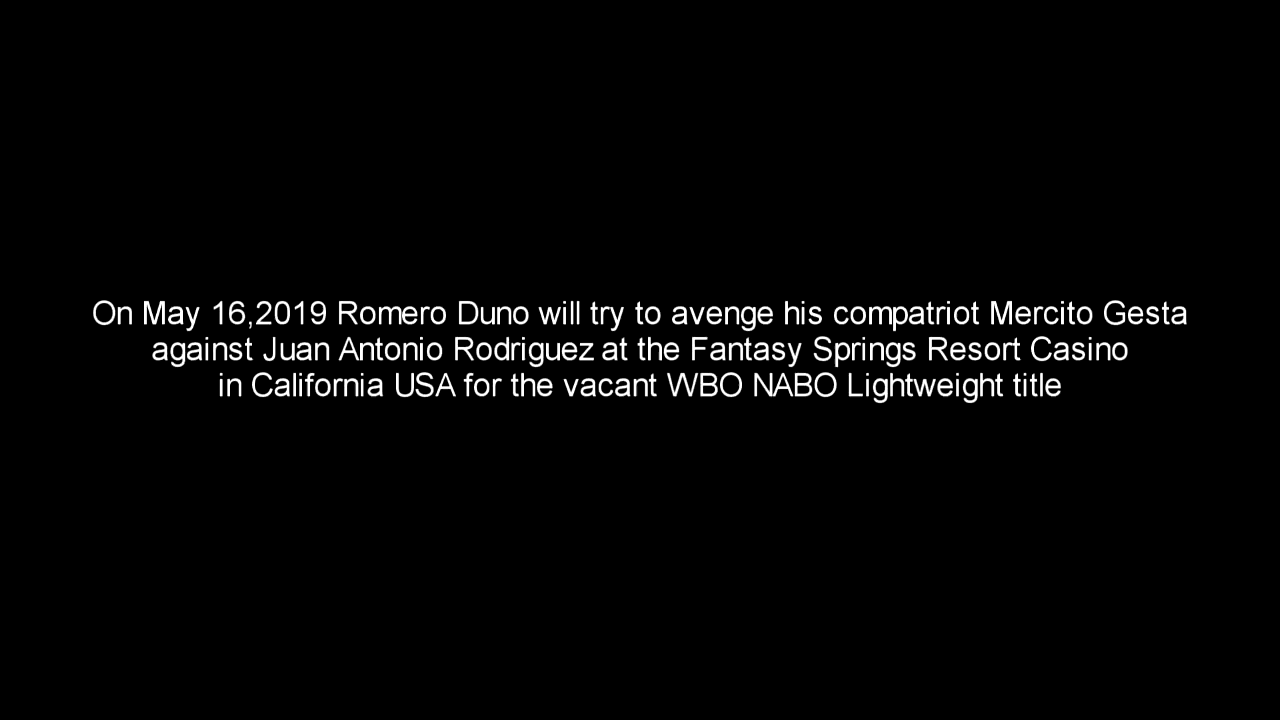 On May 16,2019 Romero Duno will try to avenge his compatriot Mercito Gesta
against Juan Antonio Rodriguez at the Fantasy Springs Resort Casino
in California USA for the vacant WBO NABO Lightweight title